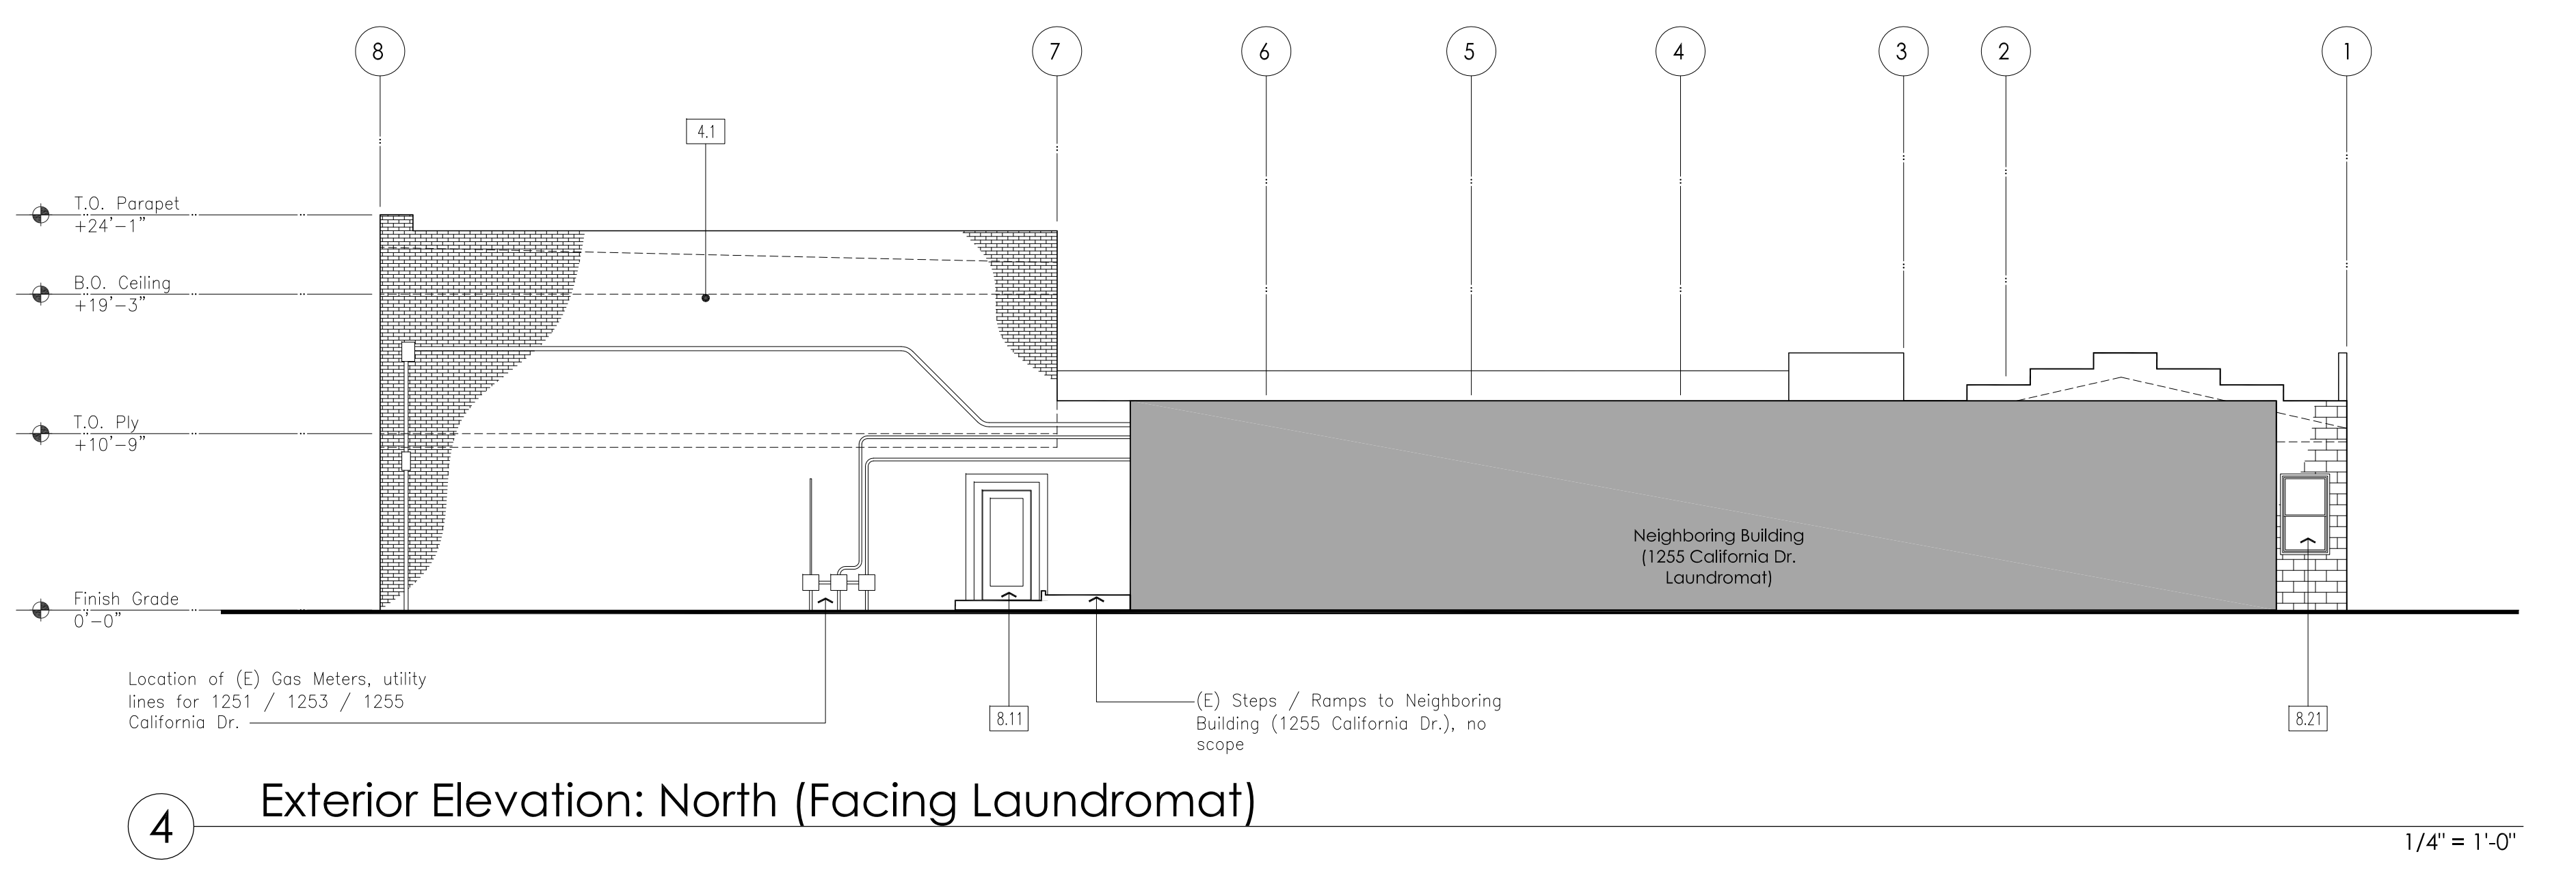 8
7
6
5
4
3
2
1
4.1
T.O. Parapet
+24'-1"
B.O. Ceiling
+19'-3"
T.O. Ply
+10'-9"
Finish Grade
0'-0"
Neighboring Building
(1255 California Dr.
Laundromat)
Location of (E) Gas Meters, utility
lines for 1251 / 1253 / 1255
California Dr.
8.11
(E) Steps / Ramps to Neighboring
Building (1255 California Dr.), no
scope
8.21
4
Exterior Elevation: North (Facing Laundromat)
1/4" = 1'-0"